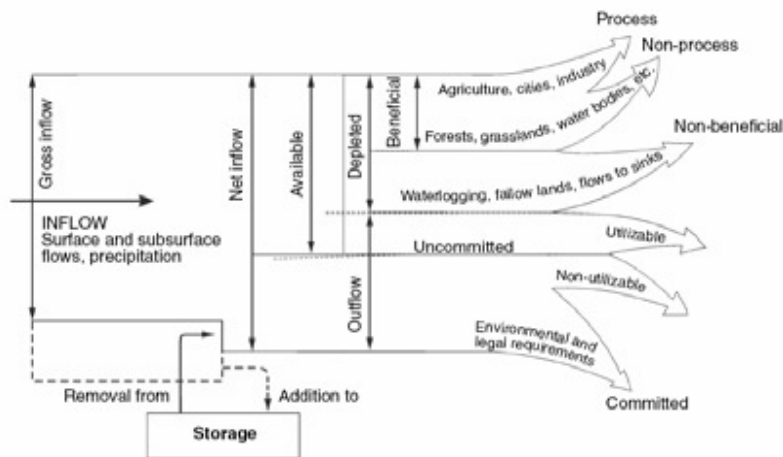 Process
Non-process
Agriculture, cities, industry
Forests, grasslands, water bodies, etc.
Non-beneficial
Waterlogging, fallow lands, flows to sinks
Gross inflow
Net inflow
Available
Depleted
Beneficial
INFLOW
Surface and subsurface
flows, precipitation
Uncommitted
Utilizable
Non-utilizable
Outflow
Environmental and
legal requirements
Committed
Removal from
Addition to
Storage